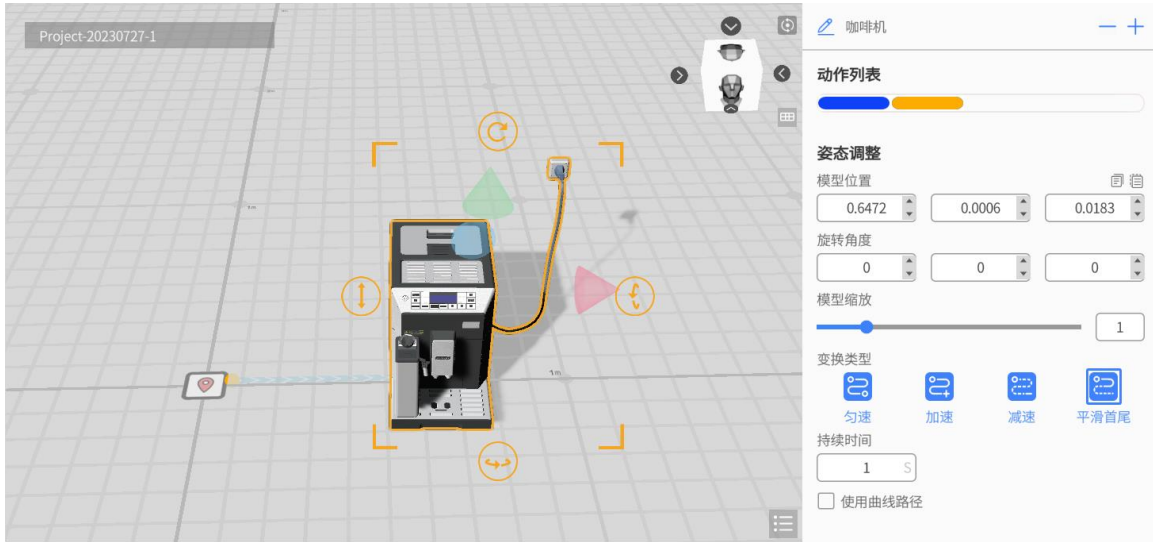 Project-20230727-1
咖啡机
动作列表
姿态调整
模型位置
0.6472 0.0006 0.0183
旋转角度
0 0 0
模型缩放
1
变换类型
匀速 加速 减速 平滑首尾
持续时间
1 S
使用曲线路径